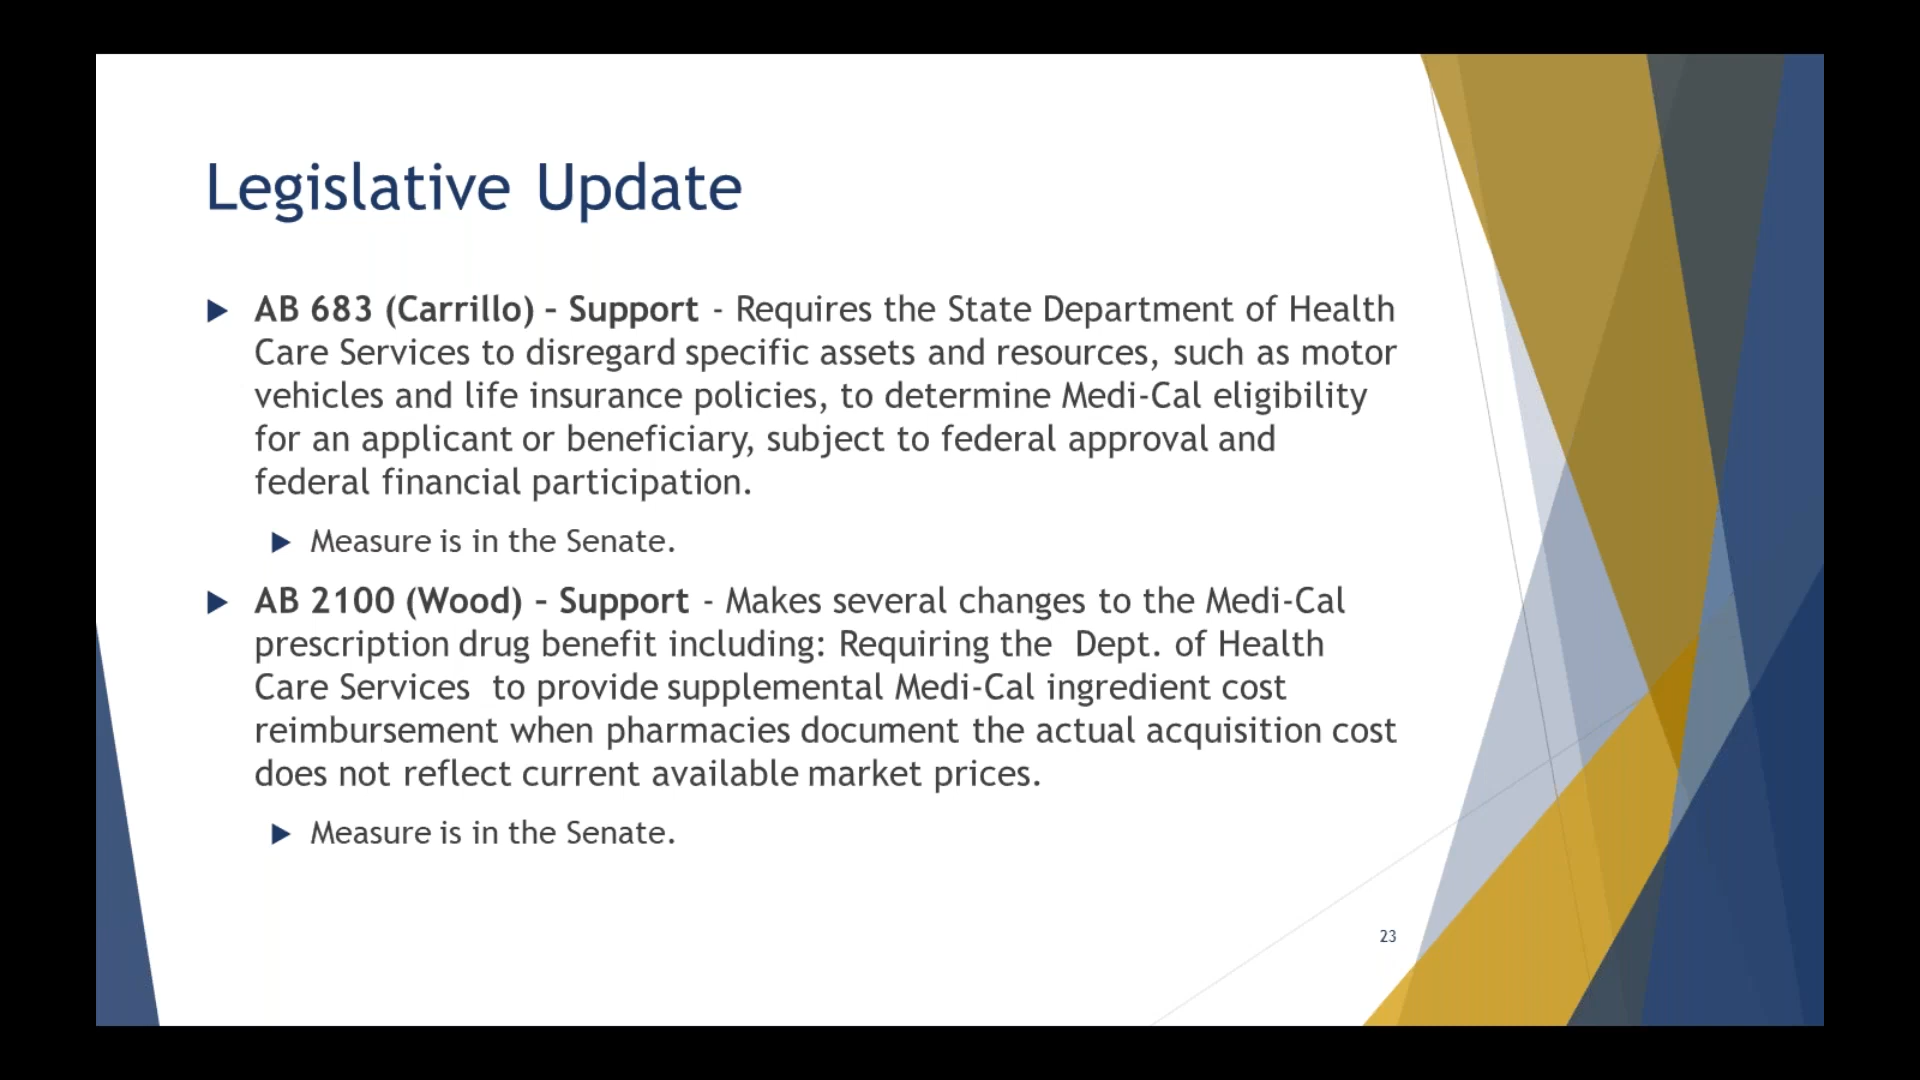 Legislative Update
AB 683 (Carrillo) – Support - Requires the State Department of Health
Care Services to disregard specific assets and resources, such as motor
vehicles and life insurance policies, to determine Medi-Cal eligibility
for an applicant or beneficiary, subject to federal approval and
federal financial participation.
Measure is in the Senate.
AB 2100 (Wood) – Support - Makes several changes to the Medi-Cal
prescription drug benefit including: Requiring the  Dept. of Health
Care Services  to provide supplemental Medi-Cal ingredient cost
reimbursement when pharmacies document the actual acquisition cost
does not reflect current available market prices.
Measure is in the Senate.
23